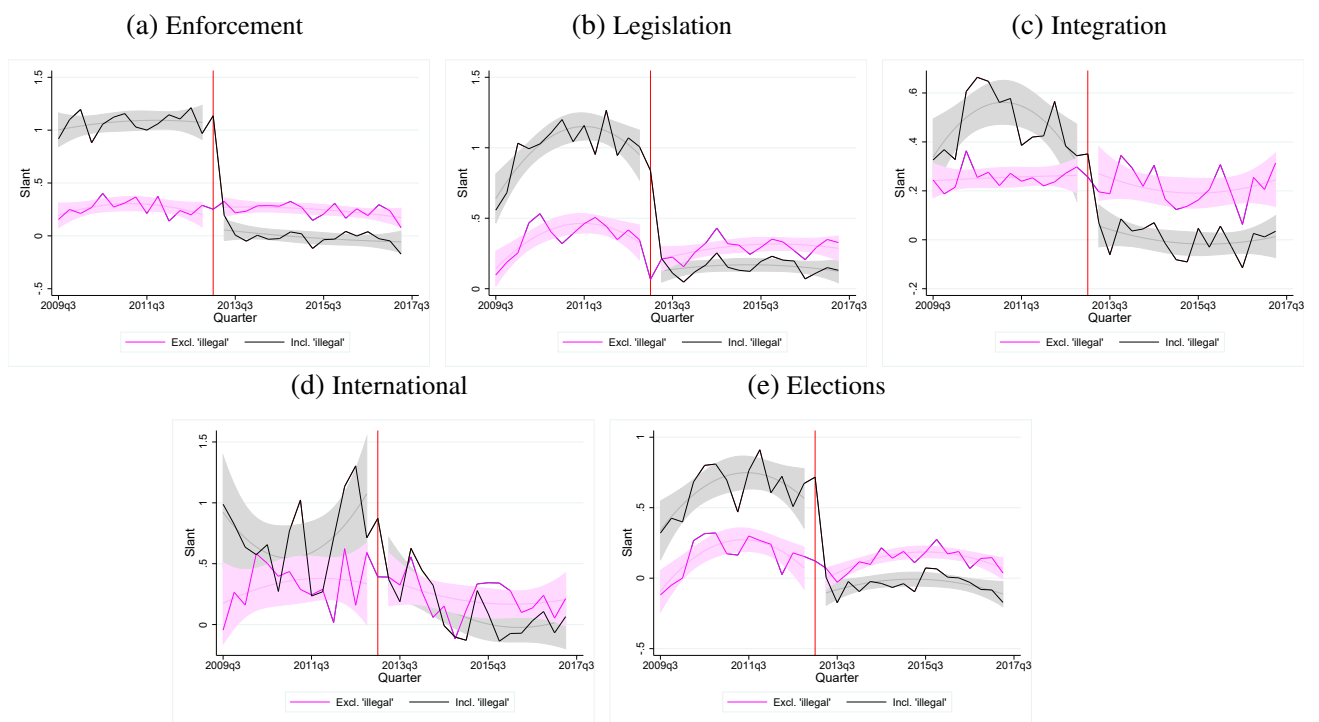 (a) Enforcement
(b) Legislation
(c) Integration
1.5
1
.5
0
-.5
Slant
2009q3 2011q3 2013q3 2015q3 2017q3
Quarter
Excl. 'illegal' Incl. 'illegal'
1.5
1
.5
0
Slant
2009q3 2011q3 2013q3 2015q3 2017q3
Quarter
Excl. 'illegal' Incl. 'illegal'
.6
.4
.2
0
-.2
Slant
2009q3 2011q3 2013q3 2015q3 2017q3
Quarter
Excl. 'illegal' Incl. 'illegal'
(d) International
(e) Elections
1.5
1
.5
0
Slant
2009q3 2011q3 2013q3 2015q3 2017q3
Quarter
Excl. 'illegal' Incl. 'illegal'
1
.5
0
-.5
Slant
2009q3 2011q3 2013q3 2015q3 2017q3
Quarter
Excl. 'illegal' Incl. 'illegal'